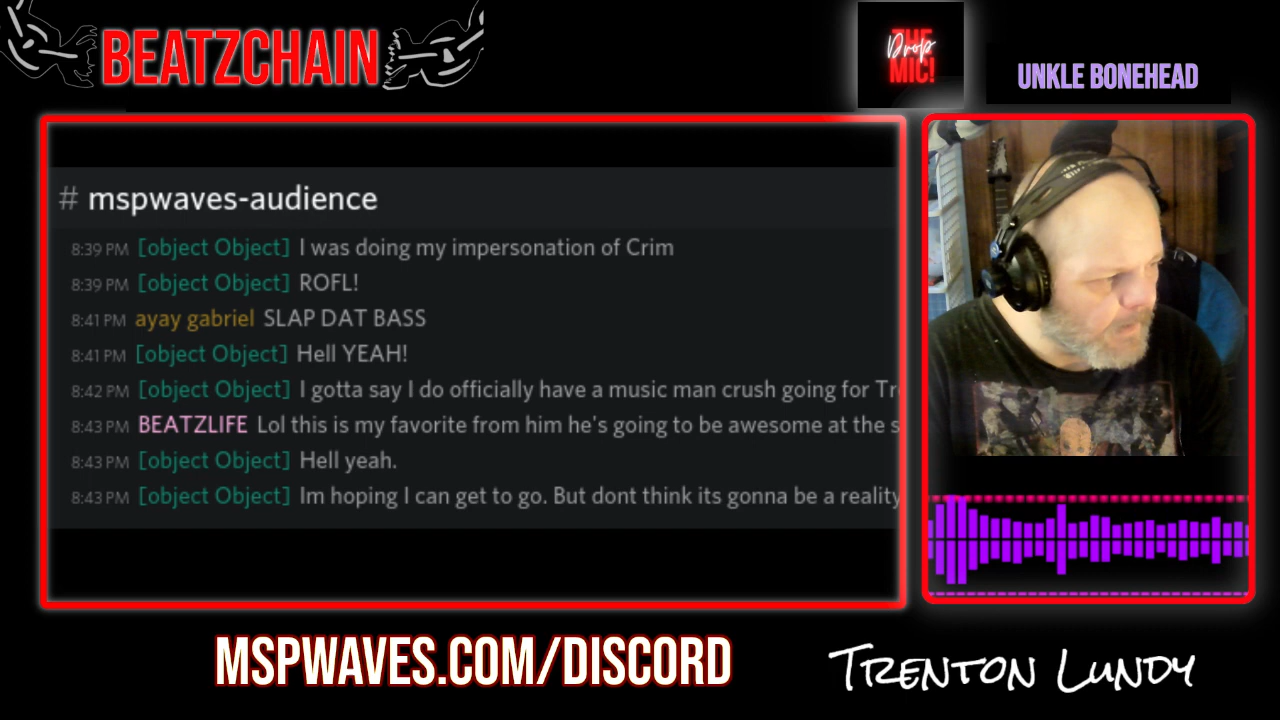 BEATZCHAIN
THE
Drop
MIC!
UNKLE BONEHEAD
# mspwaves-audience
8:39 PM [object Object] I was doing my impersonation of Crim
8:39 PM [object Object] ROFL!
8:41 PM ayay gabriel SLAP DAT BASS
8:41 PM [object Object] Hell YEAH!
8:42 PM [object Object] I gotta say I do officially have a music man crush going for Tr
8:43 PM BEATZLIFE Lol this is my favorite from him he's going to be awesome at the s
8:43 PM [object Object] Hell yeah.
8:43 PM [object Object] Im hoping I can get to go. But dont think its gonna be a reality
MSPWAVES.COM/DISCORD
TRENTON LUNDY